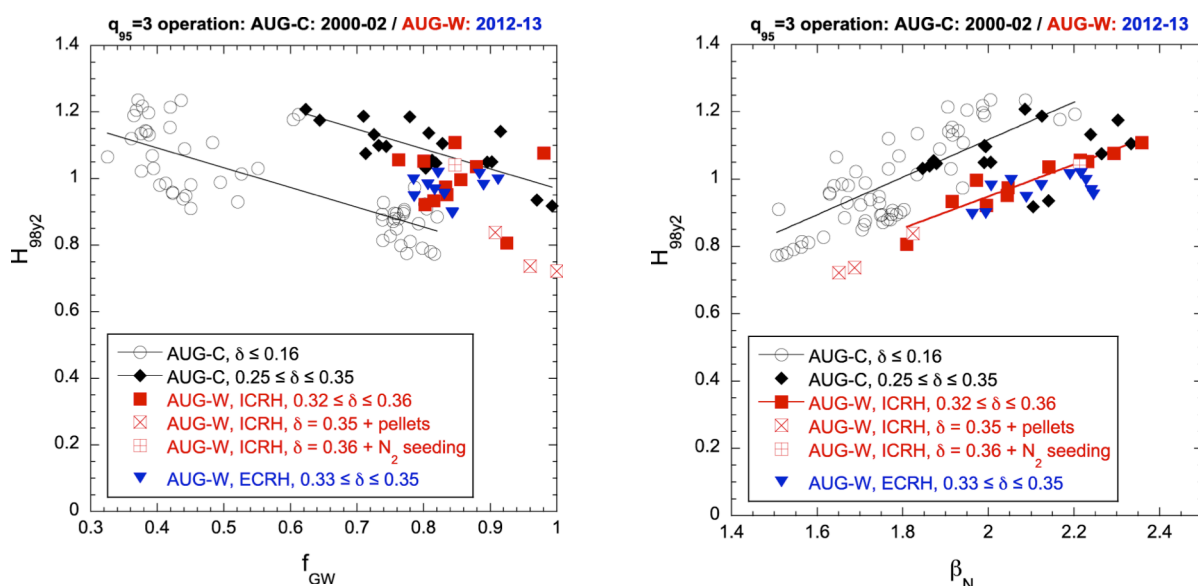 q95=3 operation: AUG-C: 2000-02 / AUG-W: 2012-13
1.4
1.2
1
0.8
0.6
0.4
0.2
0
H98y2
AUG-C, δ ≤ 0.16
AUG-C, 0.25 ≤ δ ≤ 0.35
AUG-W, ICRH, 0.32 ≤ δ ≤ 0.36
AUG-W, ICRH, δ = 0.35 + pellets
AUG-W, ICRH, δ = 0.36 + N2 seeding
AUG-W, ECRH, 0.33 ≤ δ ≤ 0.35
0.3 0.4 0.5 0.6 0.7 0.8 0.9 1
fGW
q95=3 operation: AUG-C: 2000-02 / AUG-W: 2012-13
1.4
1.2
1
0.8
0.6
0.4
0.2
0
H98y2
AUG-C, δ ≤ 0.16
AUG-C, 0.25 ≤ δ ≤ 0.35
AUG-W, ICRH, 0.32 ≤ δ ≤ 0.36
AUG-W, ICRH, δ = 0.35 + pellets
AUG-W, ICRH, δ = 0.36 + N2 seeding
AUG-W, ECRH, 0.33 ≤ δ ≤ 0.35
1.4 1.6 1.8 2 2.2 2.4
βN